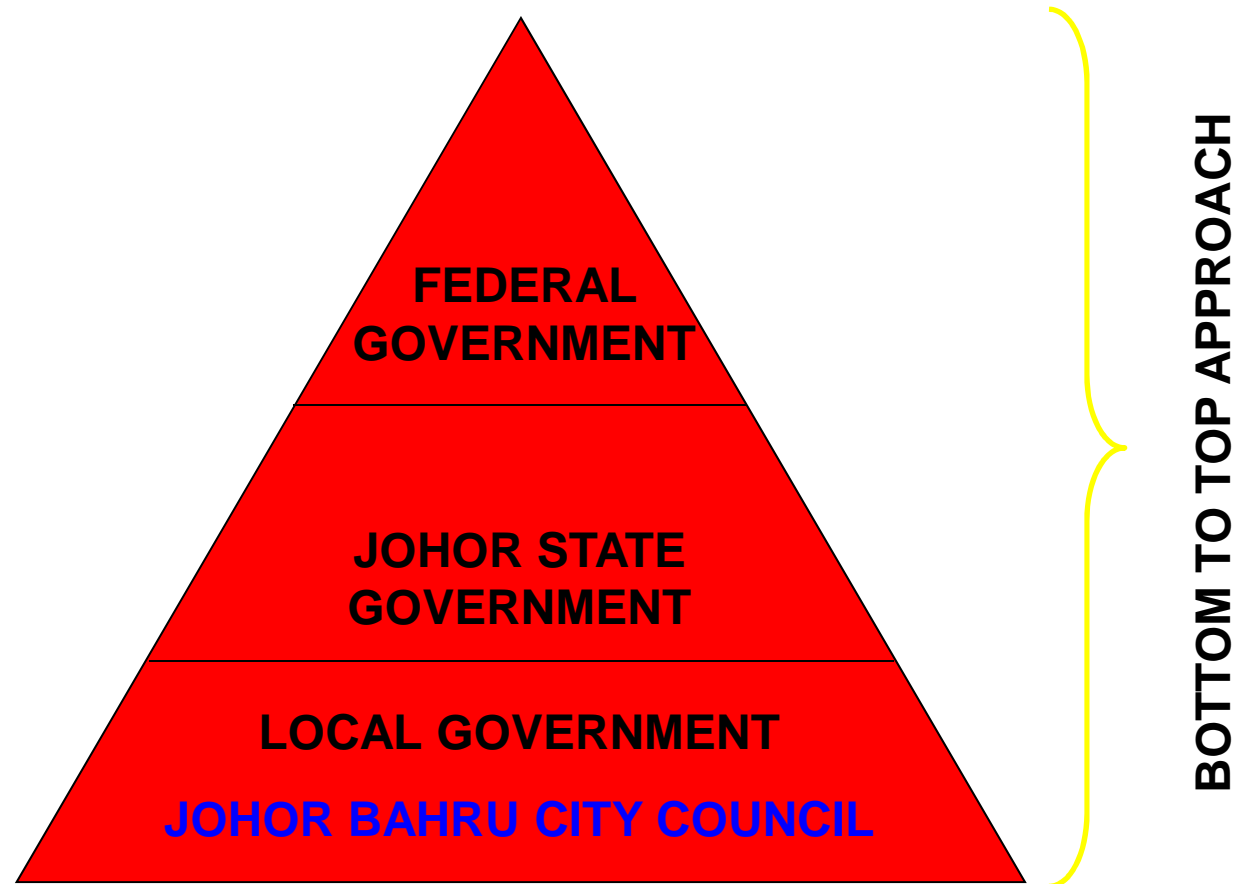 FEDERAL
GOVERNMENT
JOHOR STATE
GOVERNMENT
LOCAL GOVERNMENT
JOHOR BAHRU CITY COUNCIL
BOTTOM TO TOP APPROACH